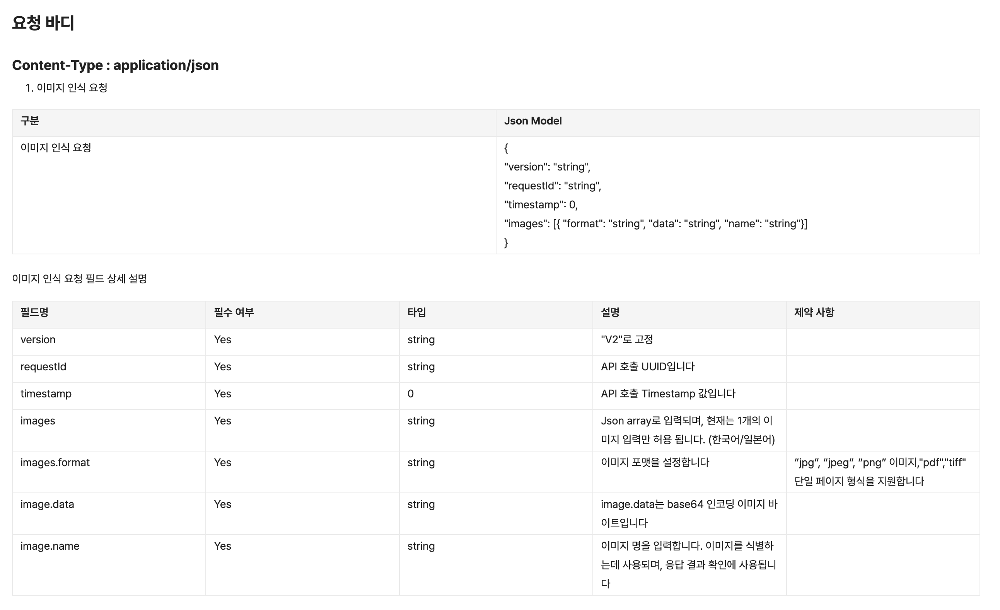 요청 바디
Content-Type : application/json
1. 이미지 인식 요청
구분 Json Model
이미지 인식 요청 {
"version": "string",
"requestId": "string",
"timestamp": 0,
"images": [{ "format": "string", "data": "string", "name": "string"}]
}
이미지 인식 요청 필드 상세 설명
필드명 필수 여부 타입 설명 제약 사항
version Yes string "V2"로 고정
requestId Yes string API 호출 UUID입니다
timestamp Yes 0 API 호출 Timestamp 값입니다
images Yes string Json array로 입력되며, 현재는 1개의 이
미지 입력만 허용 됩니다. (한국어/일본어)
images.format Yes string 이미지 포맷을 설정합니다 “jpg”, “jpeg”, “png” 이미지,"pdf","tiff"
단일 페이지 형식을 지원합니다
image.data Yes string image.data는 base64 인코딩 이미지 바
이트입니다
image.name Yes string 이미지 명을 입력합니다. 이미지를 식별하
는데 사용되며, 응답 결과 확인에 사용됩니
다